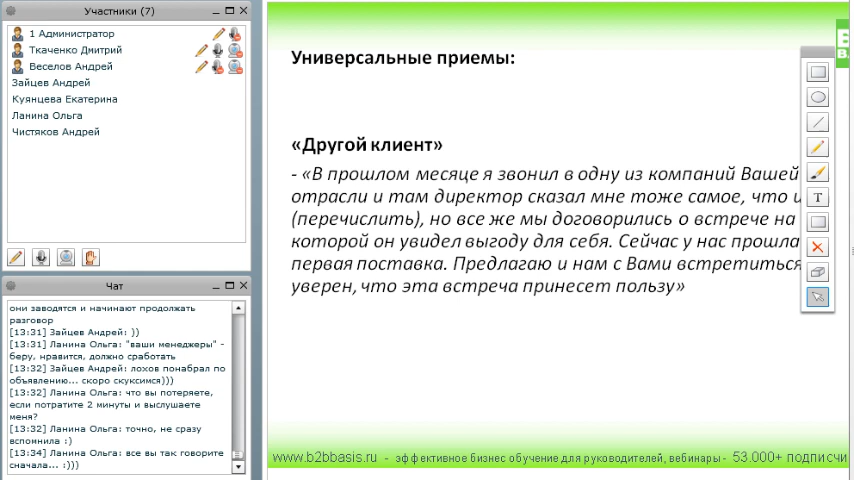 Участники (7)
1 Администратор
Ткаченко Дмитрий
Веселов Андрей
Зайцев Андрей
Куянцева Екатерина
Ланина Ольга
Чистяков Андрей
Чат
они заводятся и начинают продолжать
разговор
[13:31] Зайцев Андрей: ))
[13:31] Ланина Ольга: "ваши менеджеры" -
беру, нравится, должно сработать
[13:32] Зайцев Андрей: лохов понабрал по
объявлению... скоро скуксимся)))
[13:32] Ланина Ольга: что вы потеряете,
если потратите 2 минуты и выслушаете
меня?
[13:32] Ланина Ольга: точно, не сразу
вспомнила :)
[13:34] Ланина Ольга: все вы так говорите
сначала... :)))
Универсальные приемы:
«Другой клиент»
- «В прошлом месяце я звонил в одну из компаний Вашей
отрасли и там директор сказал мне тоже самое, что и
(перечислить), но все же мы договорились о встрече на
которой он увидел выгоду для себя. Сейчас у нас прошла
первая поставка. Предлагаю и нам с Вами встретиться
уверен, что эта встреча принесет пользу»
www.b2bbasis.ru - эффективное бизнес обучение для руководителей, вебинары - 53.000+ подписчи
T